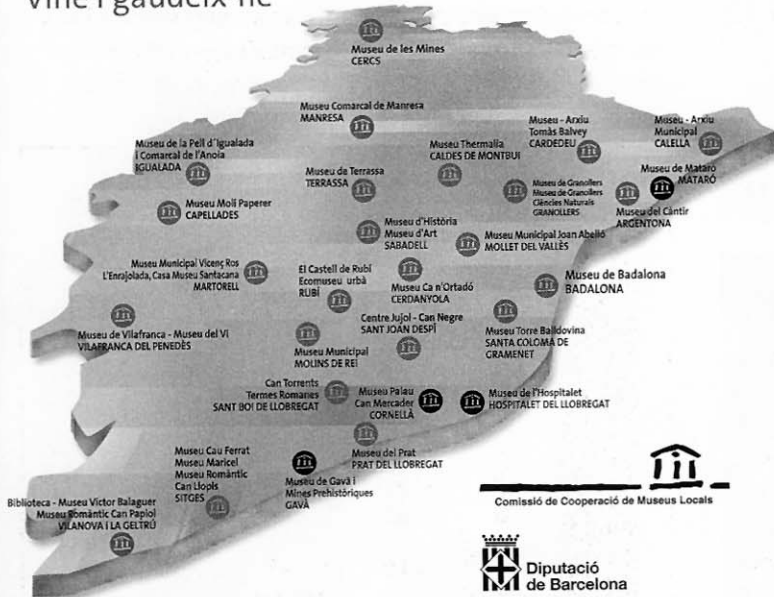 Vine i gaudeix-ne
Museu de les Mines
CERCS
Museu Comarcal de Manresa
MANRESA
Museu de la Pell d'Igualada
i Comarcal de l'Anoia
IGUALADA
Museu - Arxiu
Tomàs Balvey
CARDEDEU
Museu - Arxiu
Municipal
CALELLA
Museu Thermalia
CALDES DE MONTBUI
Museu de Terrassa
TERRASSA
Museu de Granollers
Museu de Granollers
Ciències Naturals
GRANOLLERS
Museu de Mataró
MATARÓ
Museu del Càntir
ARGENTONA
Museu Molí Paperer
CAPELLADES
Museu d'Història
Museu d'Art
SABADELL
Museu Municipal Joan Abelló
MOLLET DEL VALLÈS
Museu Municipal Vicenç Ros
L'Enrajolada, Casa Museu Santacana
MARTORELL
El Castell de Rubí
Ecomuseu urbà
RUBÍ
Museu Ca n'Ortadó
CERDANYOLA
Museu de Badalona
BADALONA
Museu de Vilafranca - Museu del Vi
VILAFRANCA DEL PENEDÈS
Museu Municipal
MOLINS DE REI
Centre Jujol - Can Negre
SANT JOAN DESPÍ
Museu Torre Balldovina
SANTA COLOMA DE
GRAMENET
Can Torrents
Termes Romanes
SANT BOI DE LLOBREGAT
Museu Palau
Can Mercader
CORNELLÀ
Museu de l'Hospitalet
HOSPITALET DEL LLOBREGAT
Museu del Prat
PRAT DEL LLOBREGAT
Museu Cau Ferrat
Museu Maricel
Museu Romàntic
Can Llopis
SITGES
Museu de Gavà i
Mines Prehistòriques
GAVÀ
Biblioteca - Museu Víctor Balaguer
Museu Romàntic Can Papiol
VILANOVA I LA GELTRÚ
Comissió de Cooperació de Museus Locals
Diputació
de Barcelona